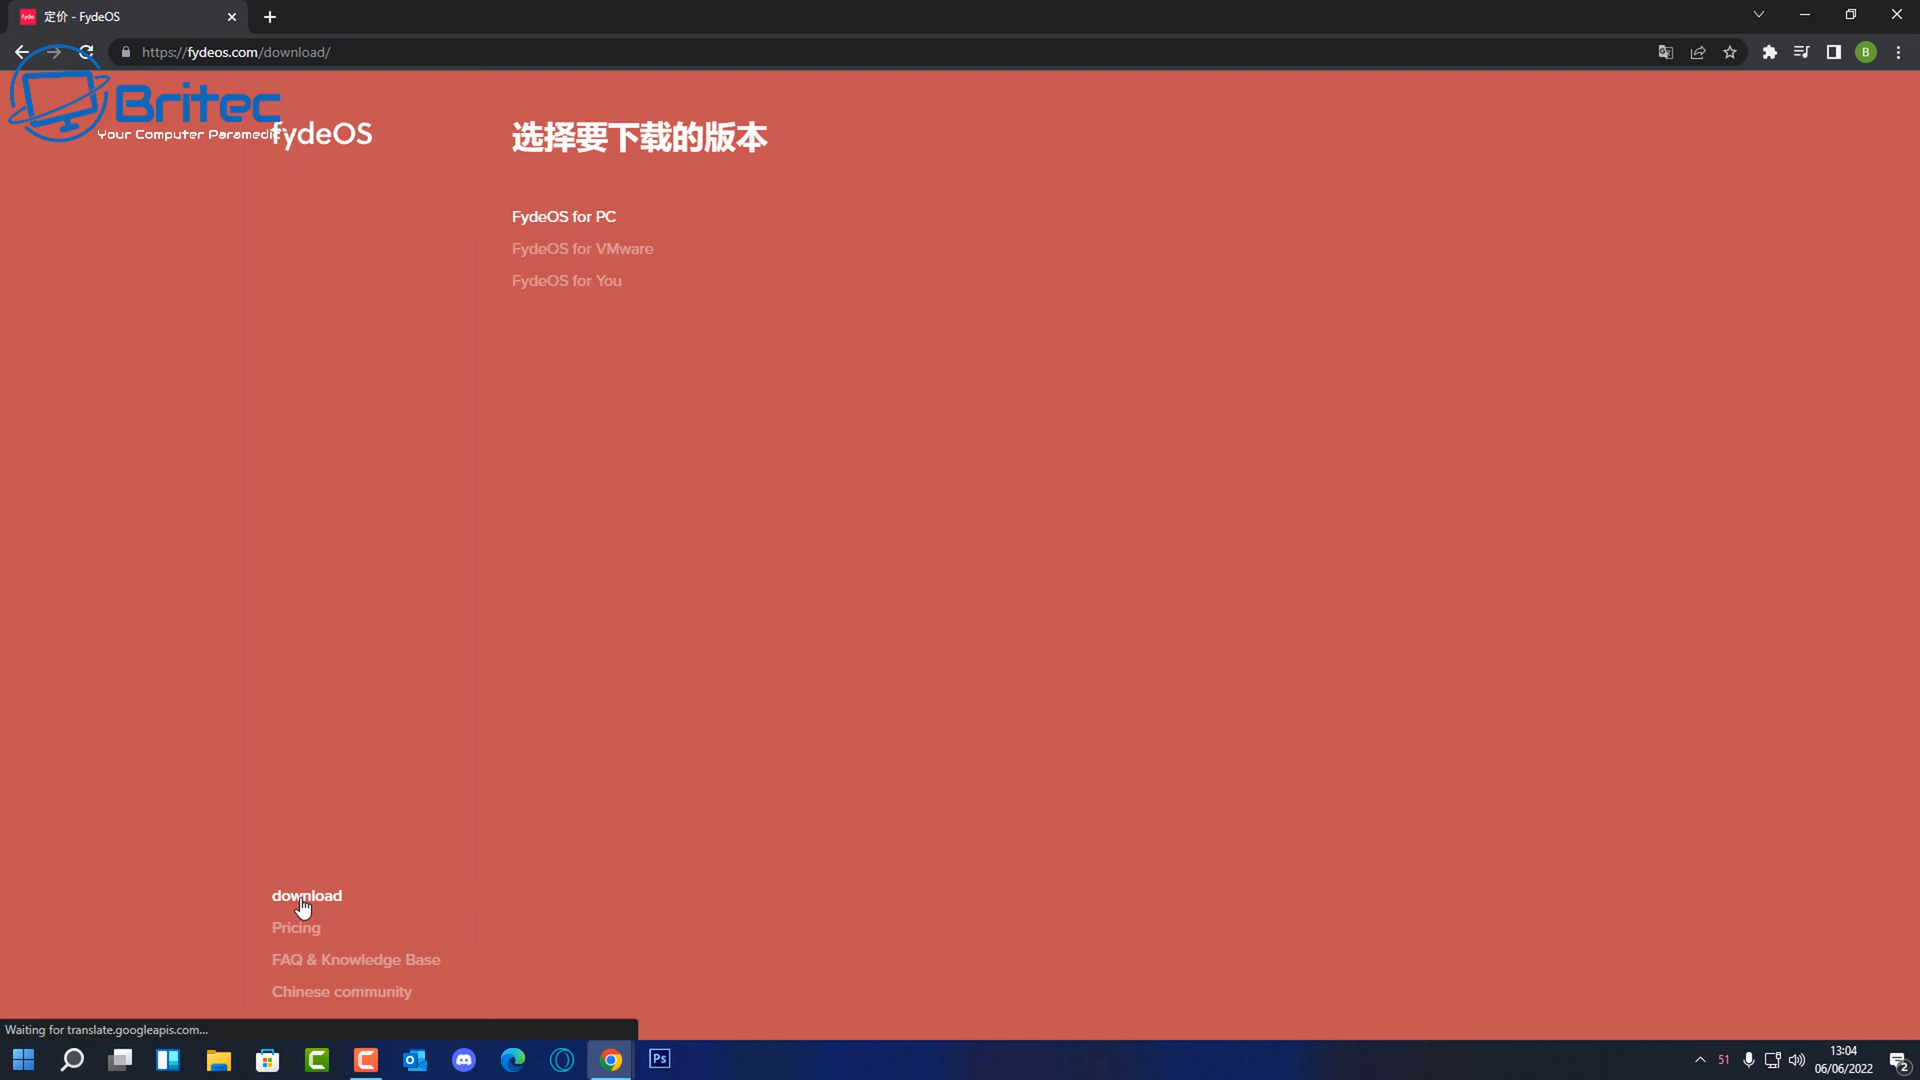 定价 - FydeOS
https://fydeos.com/download/
B
Britec
Your Computer Paramedic
fydeOS
选择要下载的版本
FydeOS for PC
FydeOS for VMware
FydeOS for You
download
Pricing
FAQ & Knowledge Base
Chinese community
Waiting for translate.googleapis.com...
Ps
51
13:04
06/06/2022
2